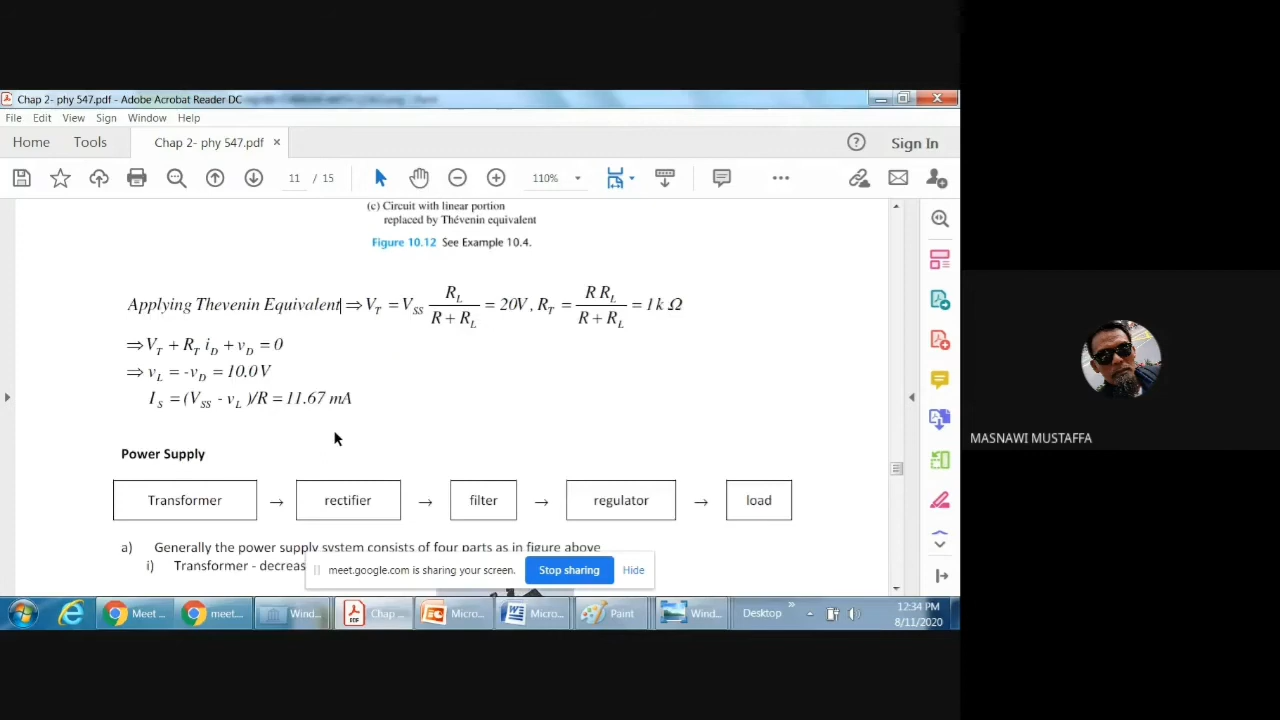 Chap 2- phy 547.pdf - Adobe Acrobat Reader DC
File Edit View Sign Window Help
Home Tools Chap 2- phy 547.pdf × Sign In
11 / 15 110%
(c) Circuit with linear portion
replaced by Thévenin equivalent
Figure 10.12 See Example 10.4.
Applying Thevenin Equivalent ⇒ V_T = V_SS R_L / (R + R_L) = 20V, R_T = R R_L / (R + R_L) = 1k Ω
⇒ V_T + R_T i_D + v_D = 0
⇒ v_L = -v_D = 10.0 V
I_S = (V_SS - v_L )/R = 11.67 mA
Power Supply
Transformer → rectifier → filter → regulator → load
a) Generally the power supply system consists of four parts as in figure above
i) Transformer - decreas
meet.google.com is sharing your screen. Stop sharing Hide
Meet ... meet... Wind... Chap ... Micro... Micro... Paint Wind... Desktop
12:34 PM
8/11/2020
MASNAWI MUSTAFFA